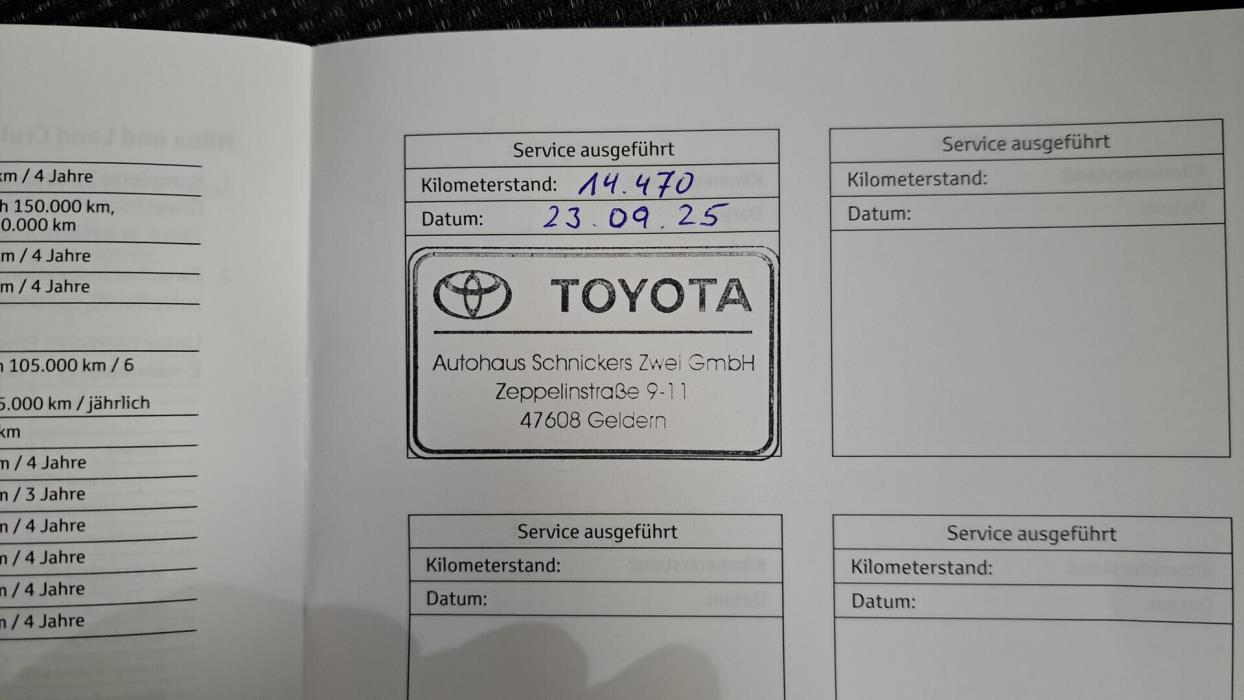 km / 4 Jahre
h 150.000 km,
0.000 km
m / 4 Jahre
m / 4 Jahre
105.000 km / 6
5.000 km / jährlich
km
m / 4 Jahre
n / 3 Jahre
n / 4 Jahre
n / 4 Jahre
n / 4 Jahre
n / 4 Jahre
Service ausgeführt
Kilometerstand: 14.470
Datum: 23.09.25
TOYOTA
Autohaus Schnickers Zwei GmbH
Zeppelinstraße 9-11
47608 Geldern
Service ausgeführt
Kilometerstand:
Datum:
Service ausgeführt
Kilometerstand:
Datum:
Service ausgeführt
Kilometerstand:
Datum: